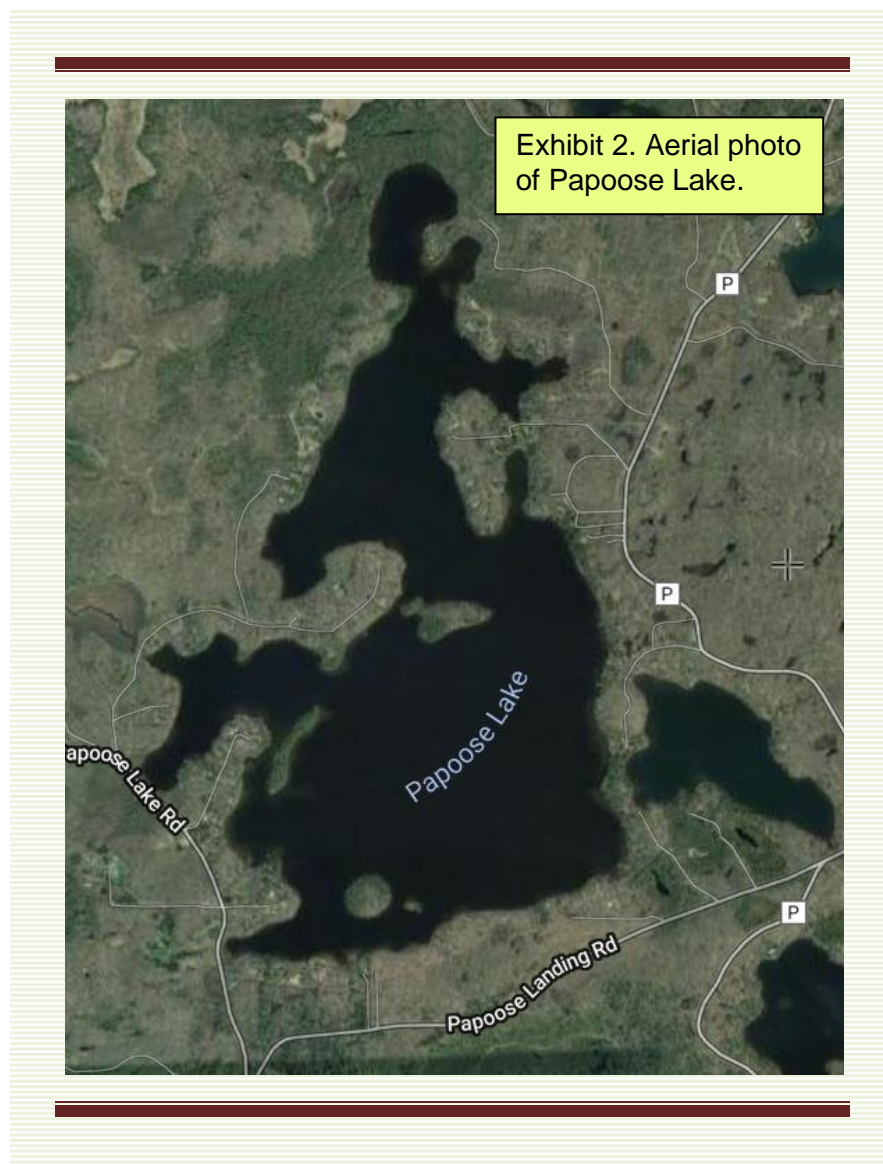 Exhibit 2. Aerial photo
of Papoose Lake.
P
P
Papoose Lake
apoose Lake Rd
P
Papoose Landing Rd